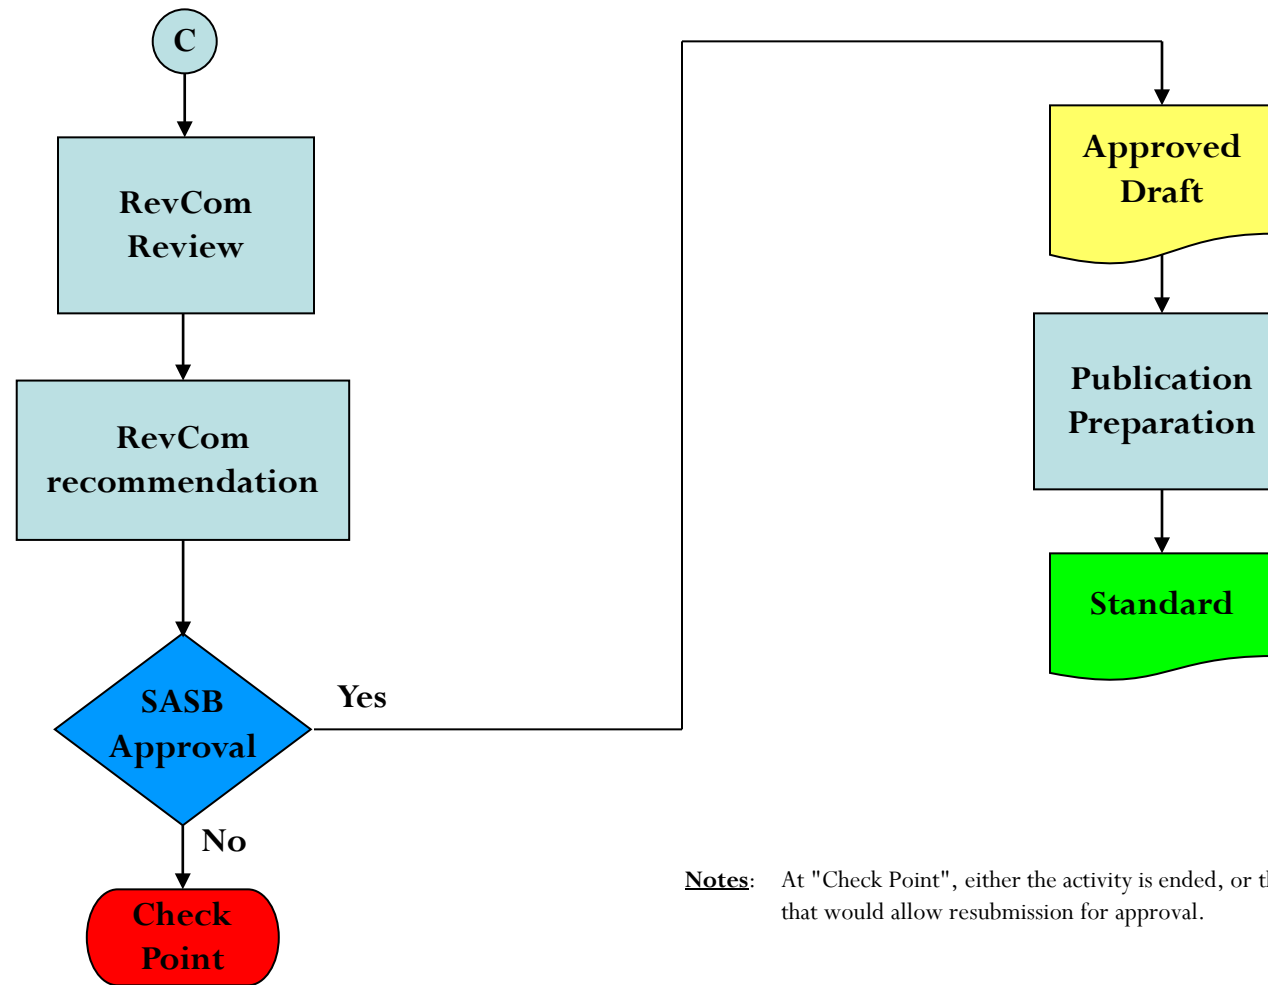 C
RevCom
Review
RevCom
recommendation
SASB
Approval
Yes
No
Check
Point
Approved
Draft
Publication
Preparation
Standard
Notes: At "Check Point", either the activity is ended, or
that would allow resubmission for approval.